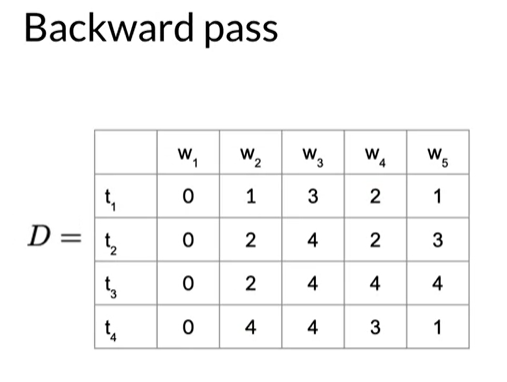 Backward pass
w₁ w₂ w₃ w₄ w₅
t₁ 0 1 3 2 1
D = t₂ 0 2 4 2 3
t₃ 0 2 4 4 4
t₄ 0 4 4 3 1